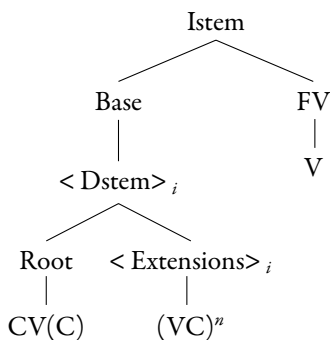 Istem
Base FV
< Dstem> i V
Root < Extensions> i
CV(C) (VC)n